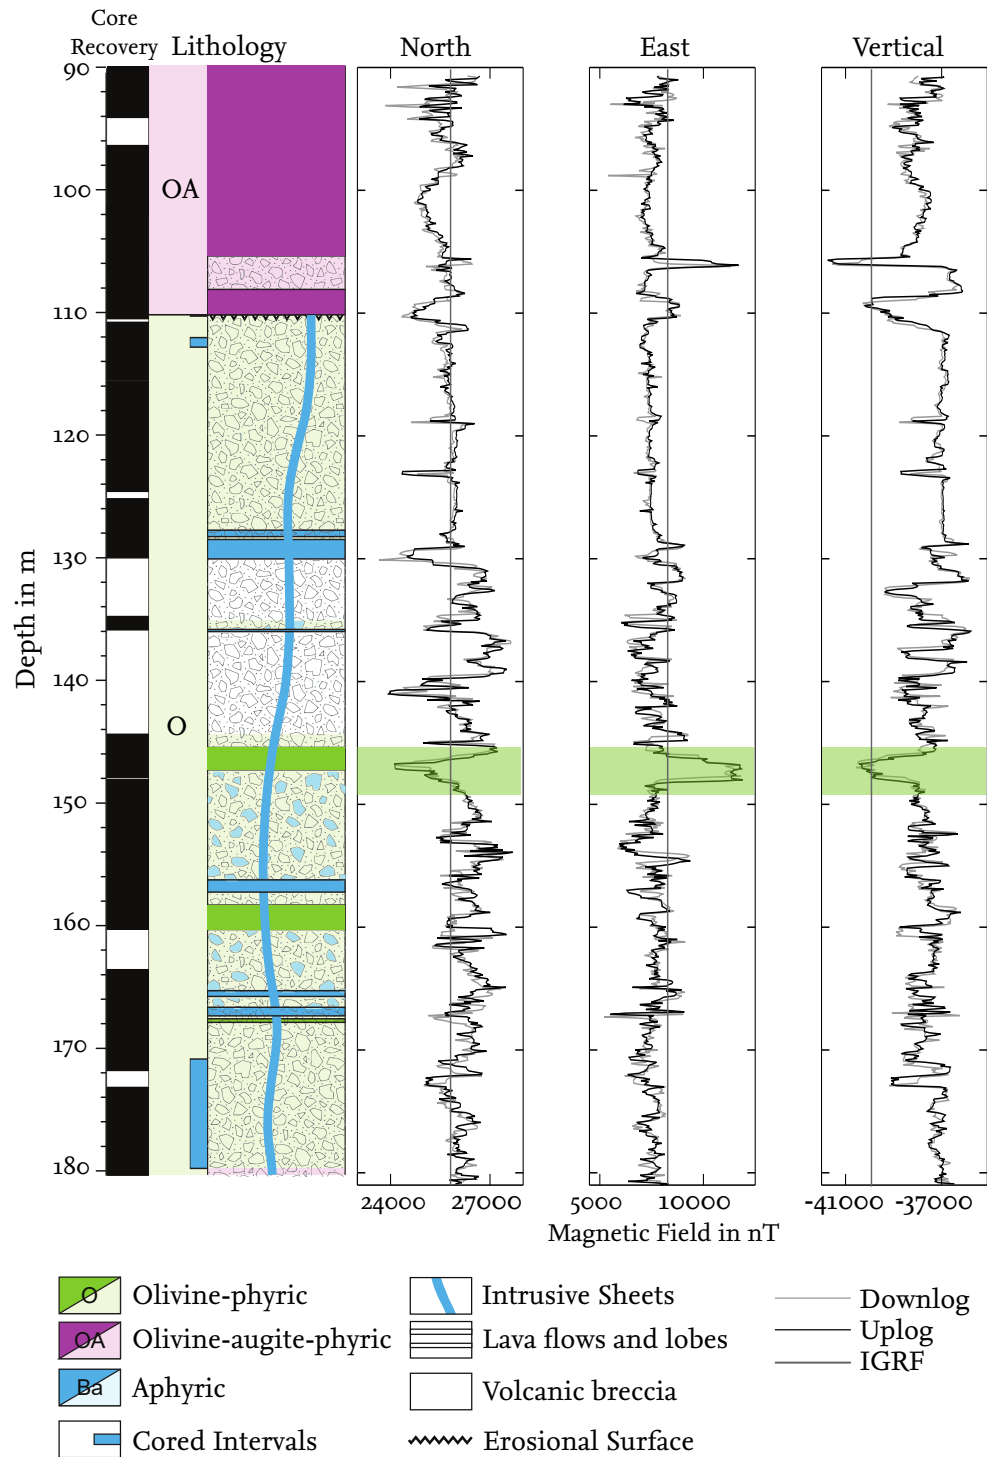 Core
Recovery Lithology North East Vertical
90
100
110
120
130
140
150
160
170
180
Depth in m
OA
O
24000 27000 5000 10000 -41000 -37000
Magnetic Field in nT
O Olivine-phyric
OA Olivine-augite-phyric
Ba Aphyric
Cored Intervals
Intrusive Sheets
Lava flows and lobes
Volcanic breccia
Erosional Surface
Downlog
Uplog
IGRF